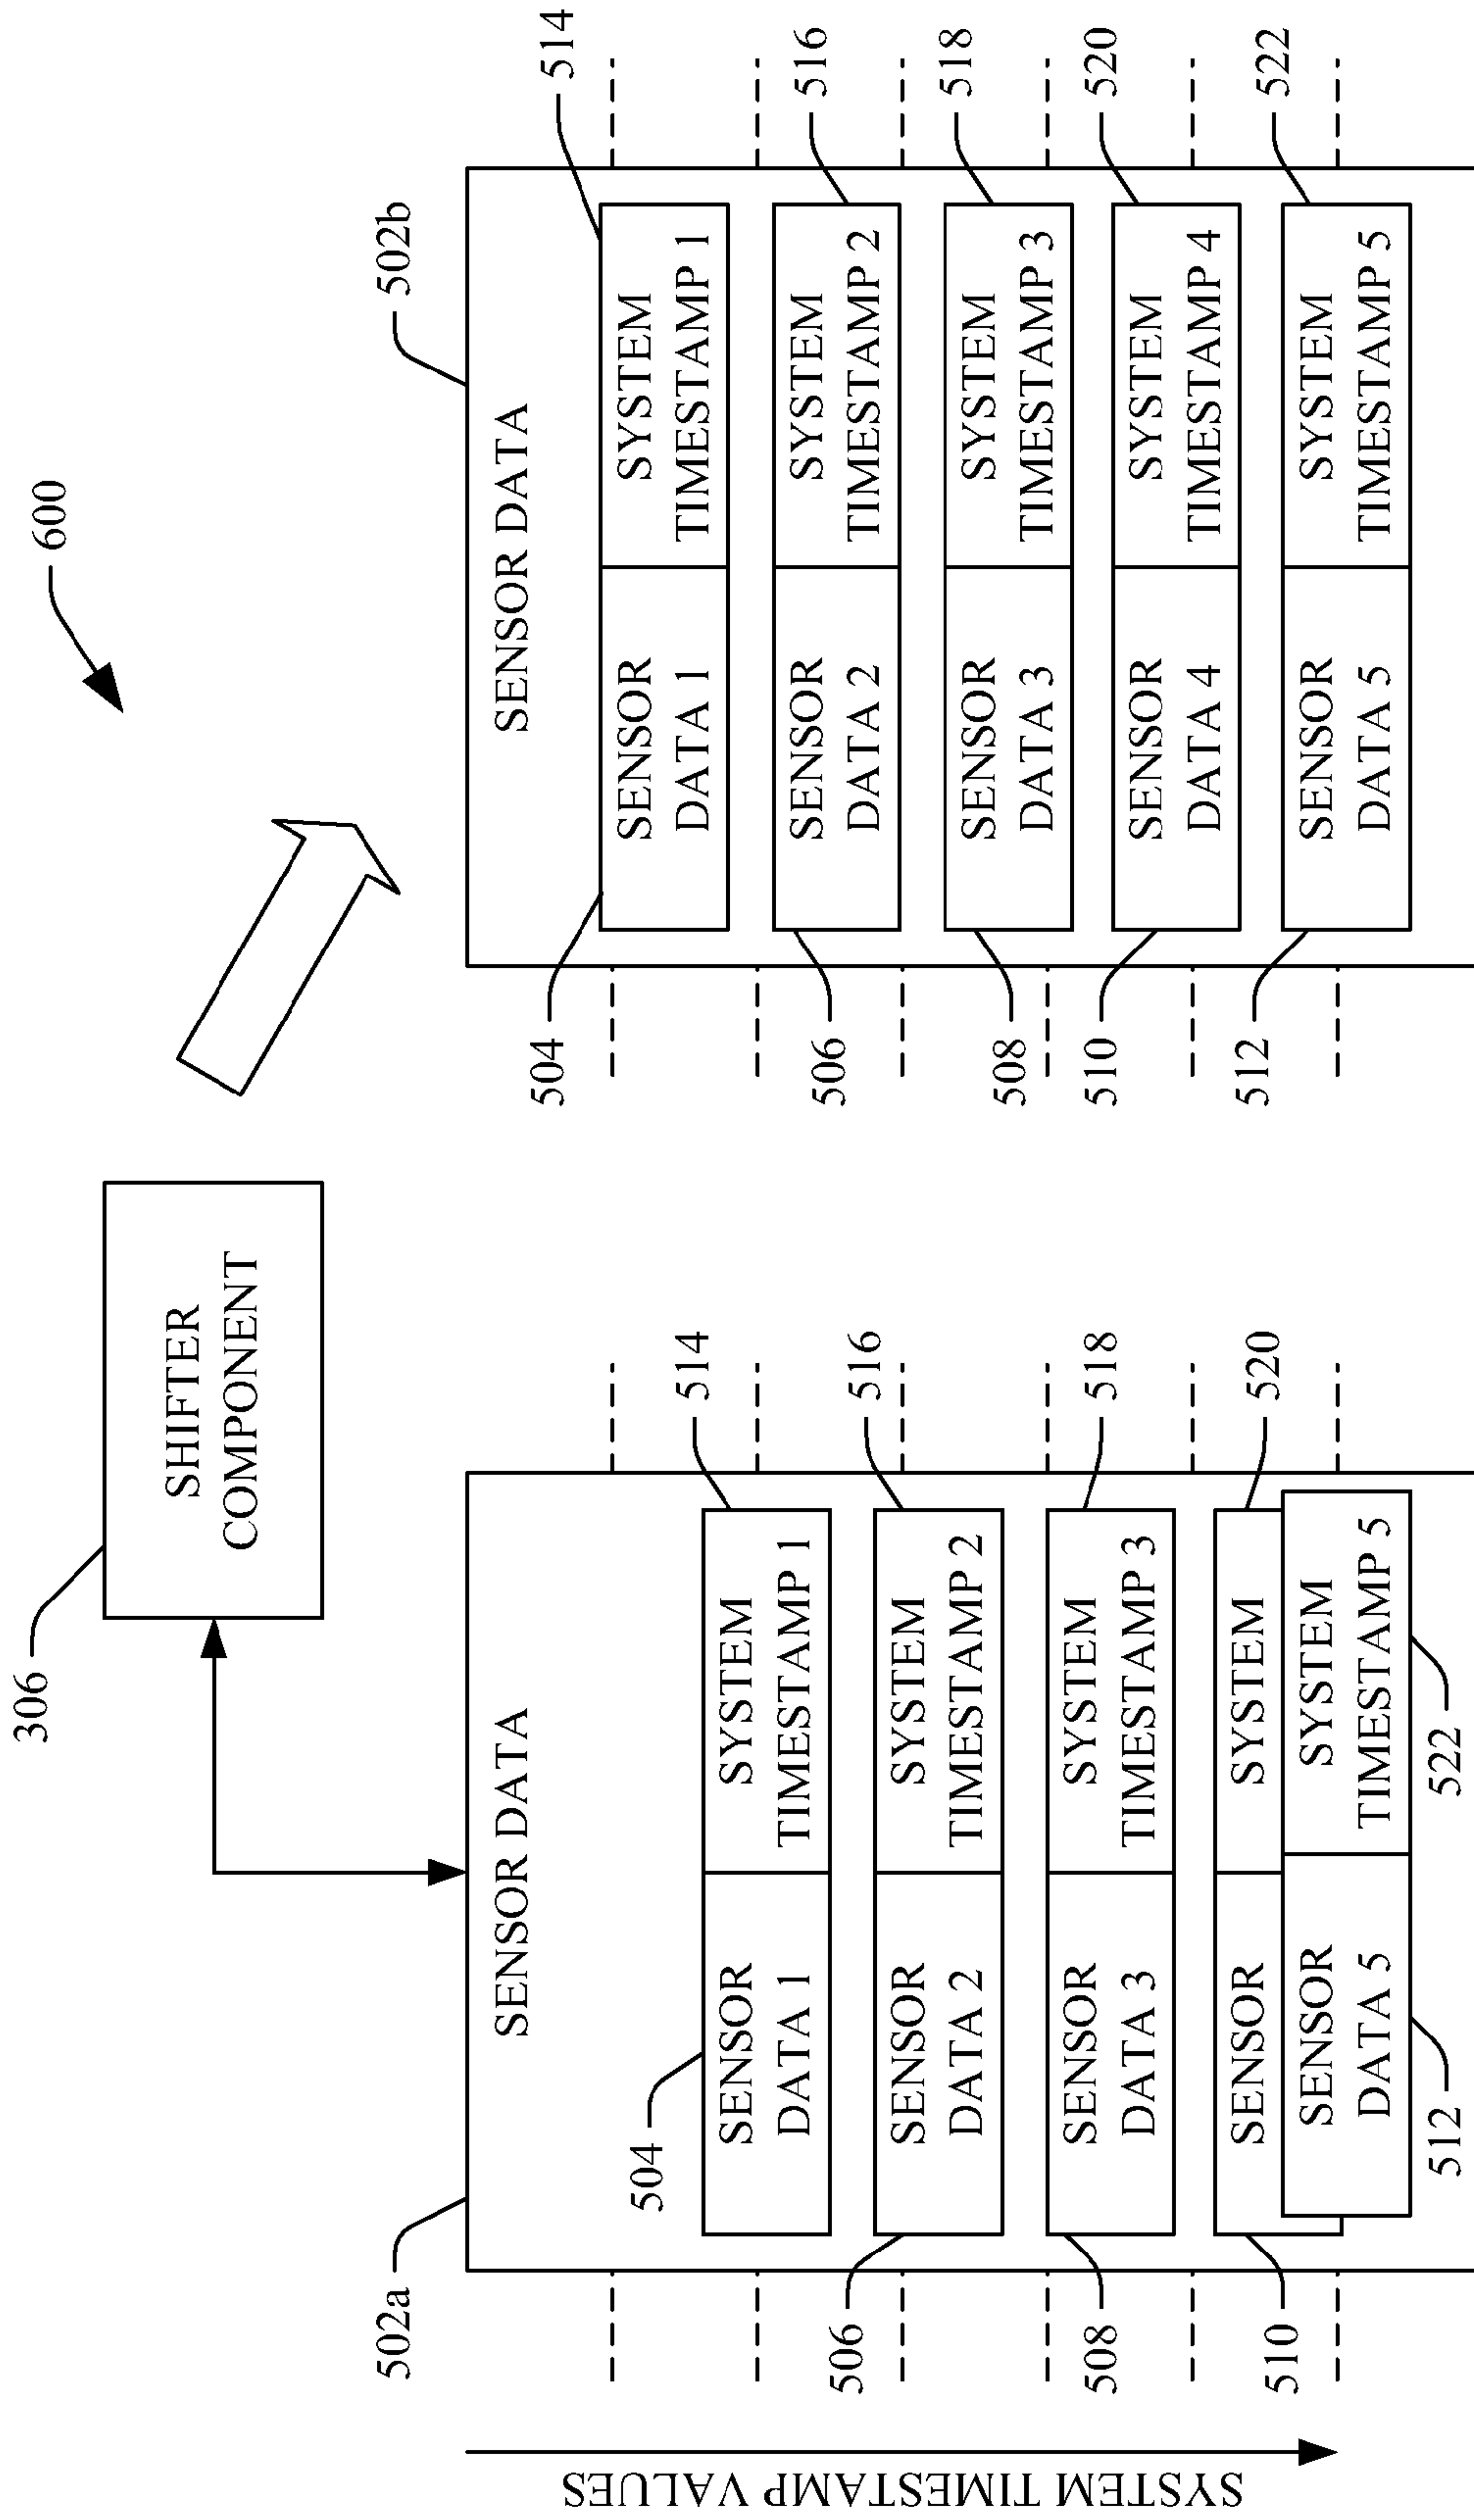 600
306
SHIFTER
COMPONENT
SYSTEM TIMESTAMP VALUES
502a
SENSOR DATA
504
SENSOR
DATA 1
SYSTEM
TIMESTAMP 1
514
506
SENSOR
DATA 2
SYSTEM
TIMESTAMP 2
516
508
SENSOR
DATA 3
SYSTEM
TIMESTAMP 3
518
510
SENSOR
SYSTEM
520
512
SENSOR
DATA 5
SYSTEM
TIMESTAMP 5
522
502b
SENSOR DATA
504
SENSOR
DATA 1
SYSTEM
TIMESTAMP 1
514
506
SENSOR
DATA 2
SYSTEM
TIMESTAMP 2
516
508
SENSOR
DATA 3
SYSTEM
TIMESTAMP 3
518
510
SENSOR
DATA 4
SYSTEM
TIMESTAMP 4
520
512
SENSOR
DATA 5
SYSTEM
TIMESTAMP 5
522